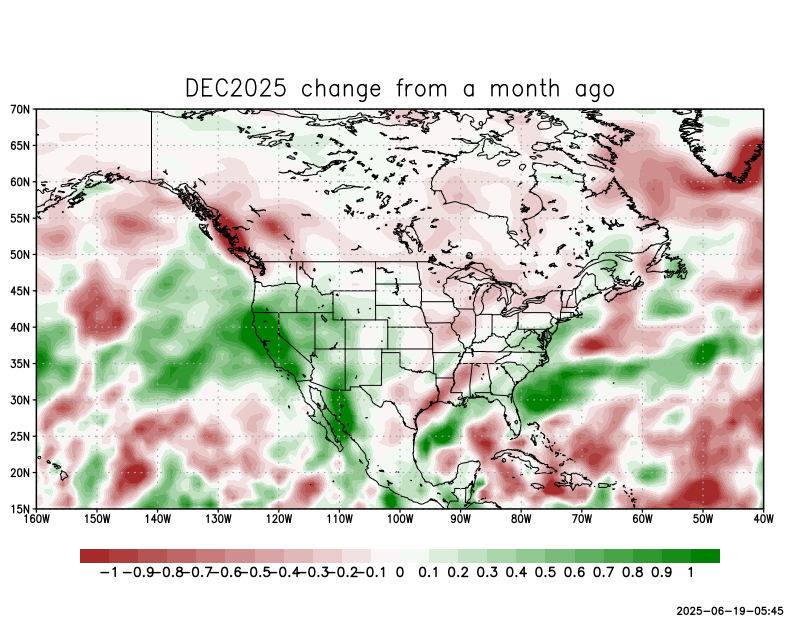 DEC2025 change from a month ago
70N
65N
60N
55N
50N
45N
40N
35N
30N
25N
20N
15N
160W 150W 140W 130W 120W 110W 100W 90W 80W 70W 60W 50W 40W
-1 -0.9 -0.8 -0.7 -0.6 -0.5 -0.4 -0.3 -0.2 -0.1 0 0.1 0.2 0.3 0.4 0.5 0.6 0.7 0.8 0.9 1
2025-06-19-05:45